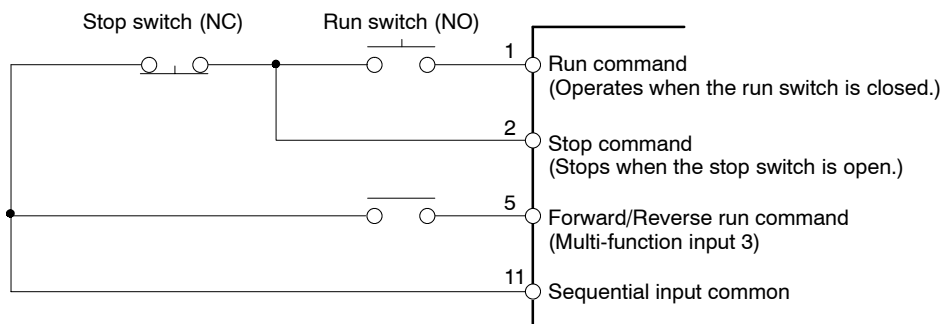 Stop switch (NC)
Run switch (NO)
1
Run command
(Operates when the run switch is closed.)
2
Stop command
(Stops when the stop switch is open.)
5
Forward/Reverse run command
(Multi-function input 3)
11
Sequential input common